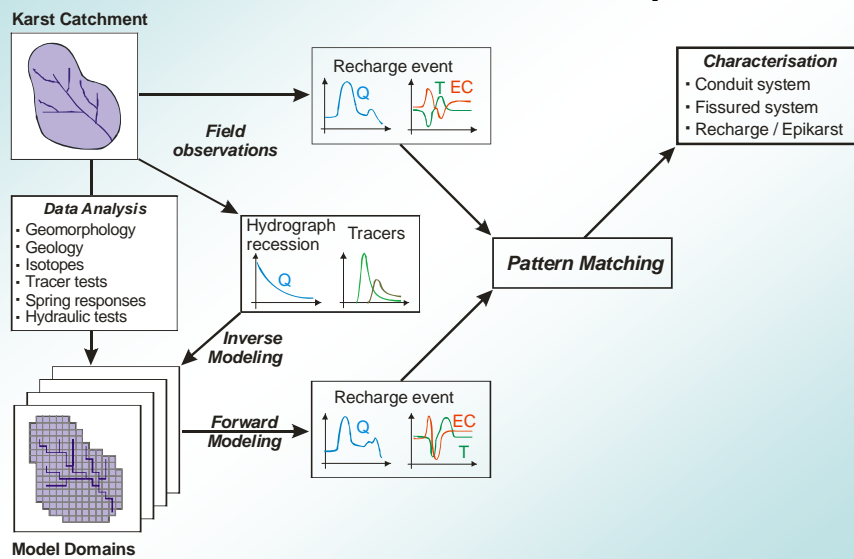 Karst Catchment
Field
observations
Recharge event
Q
T EC
Characterisation
▪ Conduit system
▪ Fissured system
▪ Recharge / Epikarst
Data Analysis
▪ Geomorphology
▪ Geology
▪ Isotopes
▪ Tracer tests
▪ Spring responses
▪ Hydraulic tests
Hydrograph
recession
Q
Tracers
Pattern Matching
Inverse
Modeling
Forward
Modeling
Recharge event
Q
EC
T
Model Domains